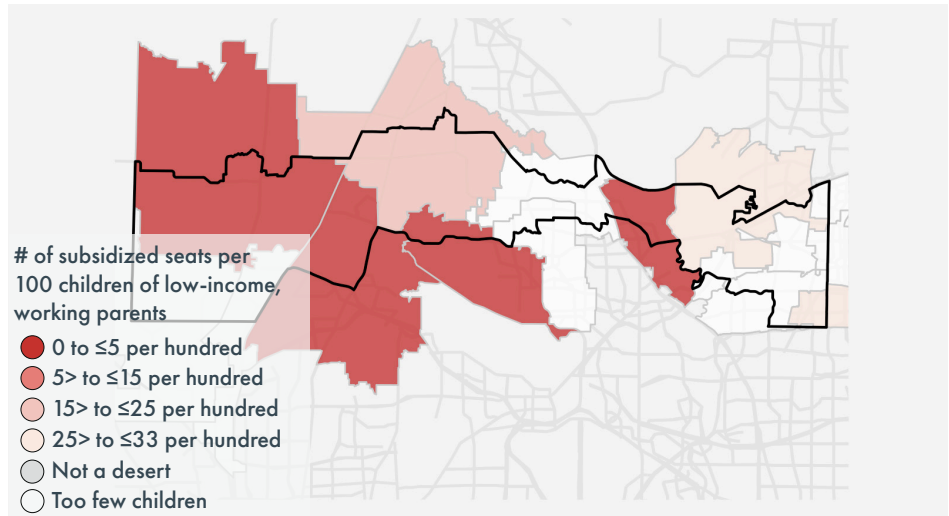 # of subsidized seats per
100 children of low-income,
working parents
0 to ≤5 per hundred
5> to ≤15 per hundred
15> to ≤25 per hundred
25> to ≤33 per hundred
Not a desert
Too few children